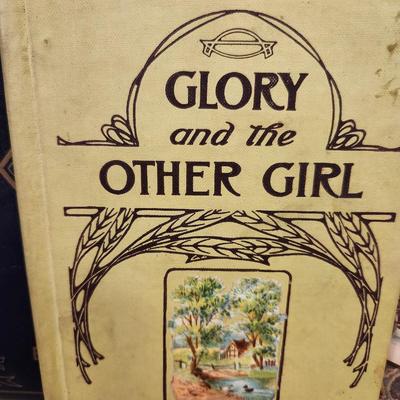 GLORY
and the
OTHER GIRL